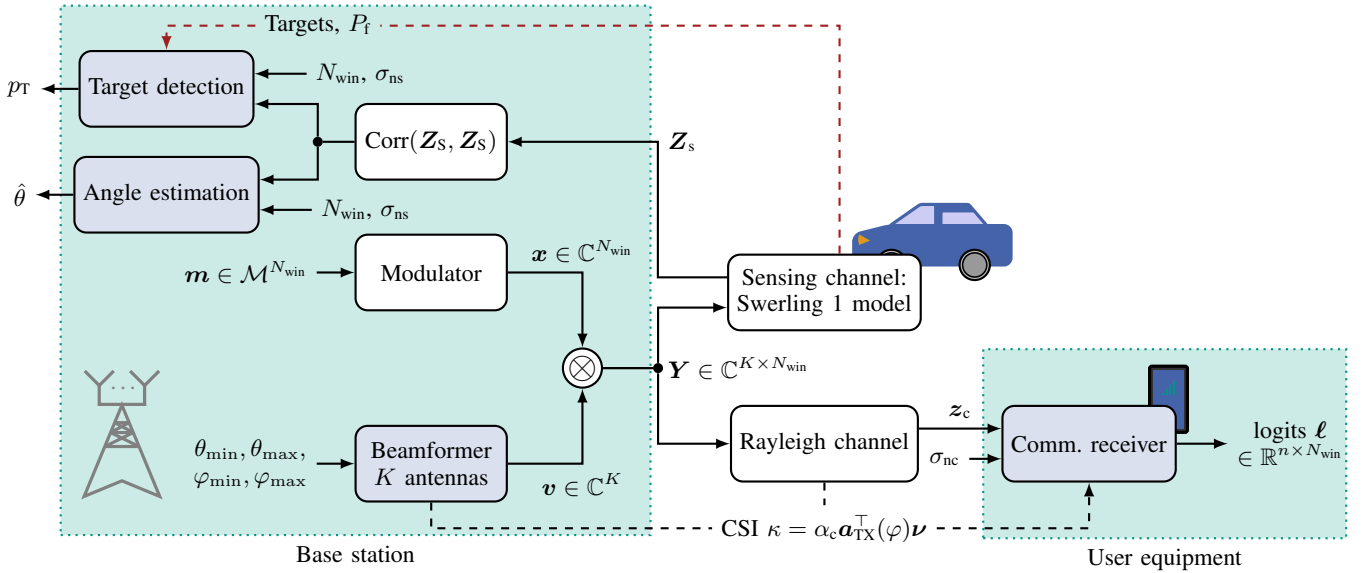 Targets, P_f
Target detection
N_win, σ_ns
p_T
Corr(Z_S, Z_S)
Z_s
Angle estimation
θ̂
N_win, σ_ns
m ∈ M^{N_win}
Modulator
x ∈ ℂ^{N_win}
Sensing channel:
Swerling 1 model
⊗
Y ∈ ℂ^{K×N_win}
...
θ_min, θ_max,
φ_min, φ_max
Beamformer
K antennas
v ∈ ℂ^K
Rayleigh channel
z_c
σ_nc
Comm. receiver
logits ℓ
∈ ℝ^{n×N_win}
CSI κ = α_c a_TX^⊤(φ)ν
Base station
User equipment